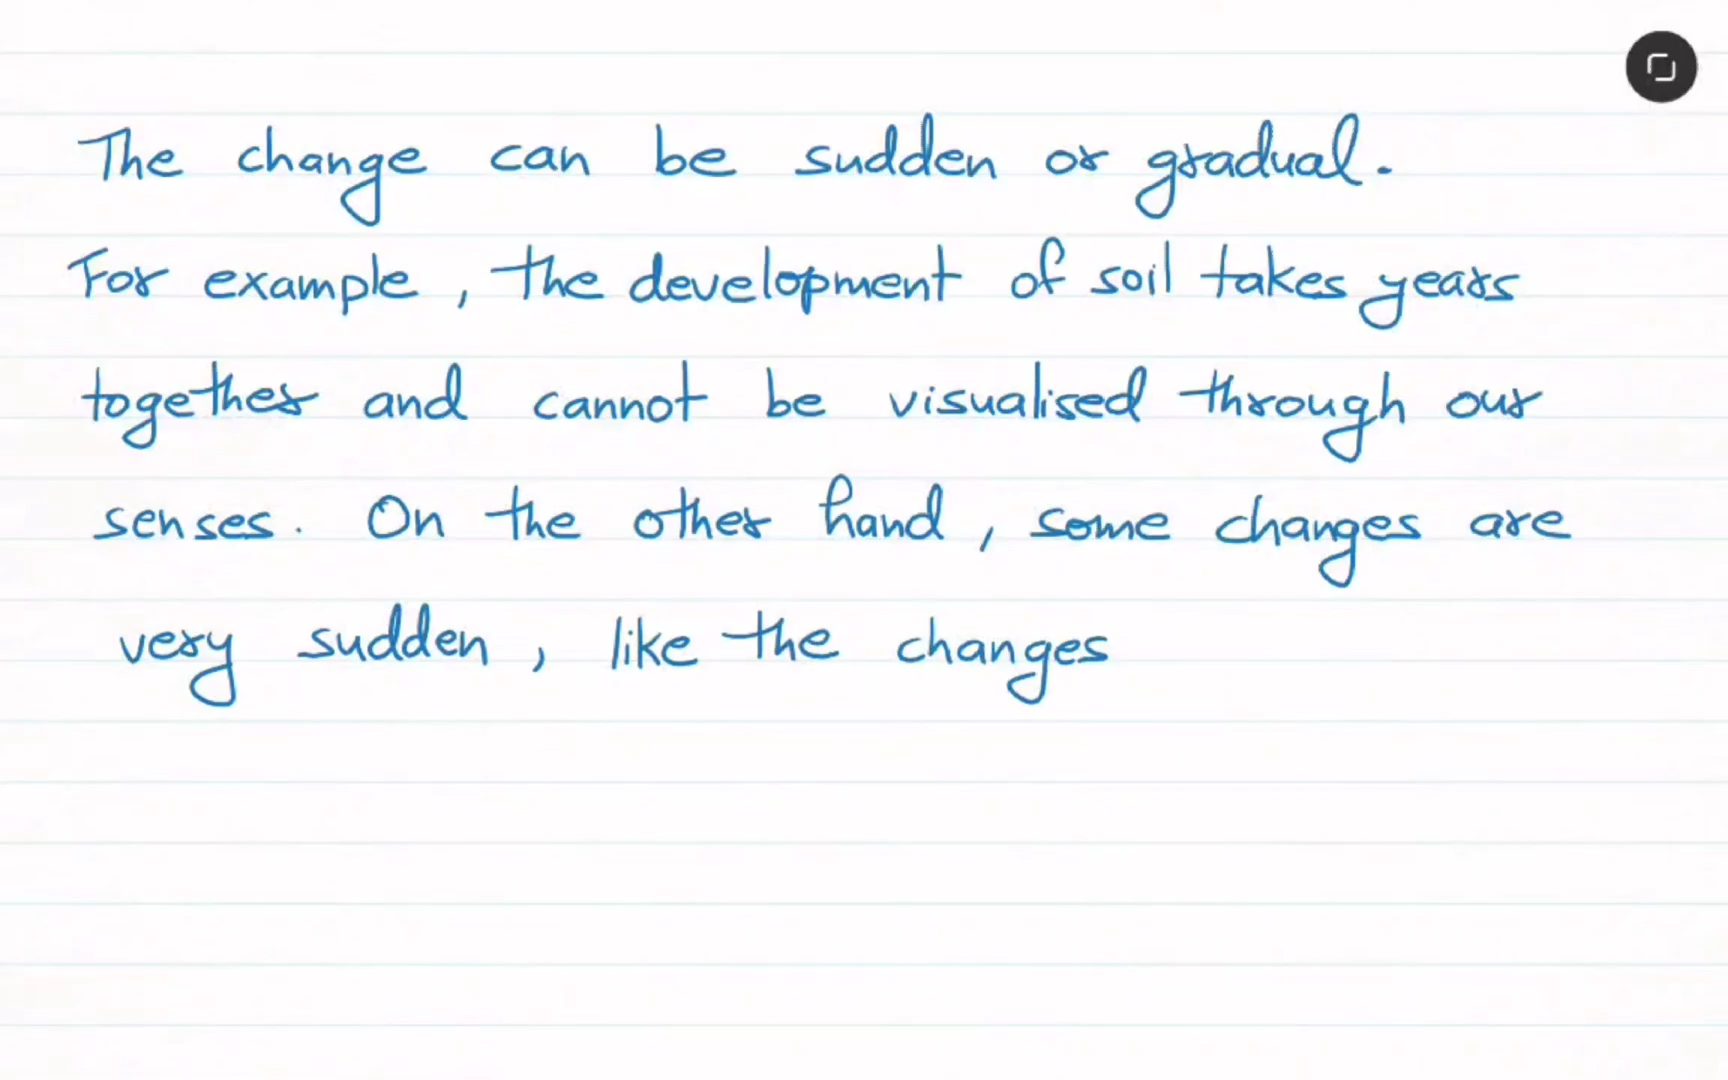 The change can be sudden or gradual.
For example, the development of soil takes years
together and cannot be visualised through our
senses. On the other hand, some changes are
very sudden, like the changes